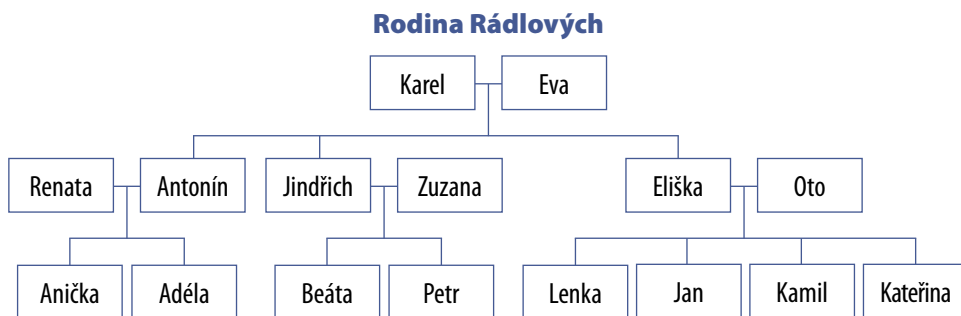 Rodina Rádlových
Karel Eva
Renata Antonín Jindřich Zuzana Eliška Oto
Anička Adéla Beáta Petr Lenka Jan Kamil Kateřina